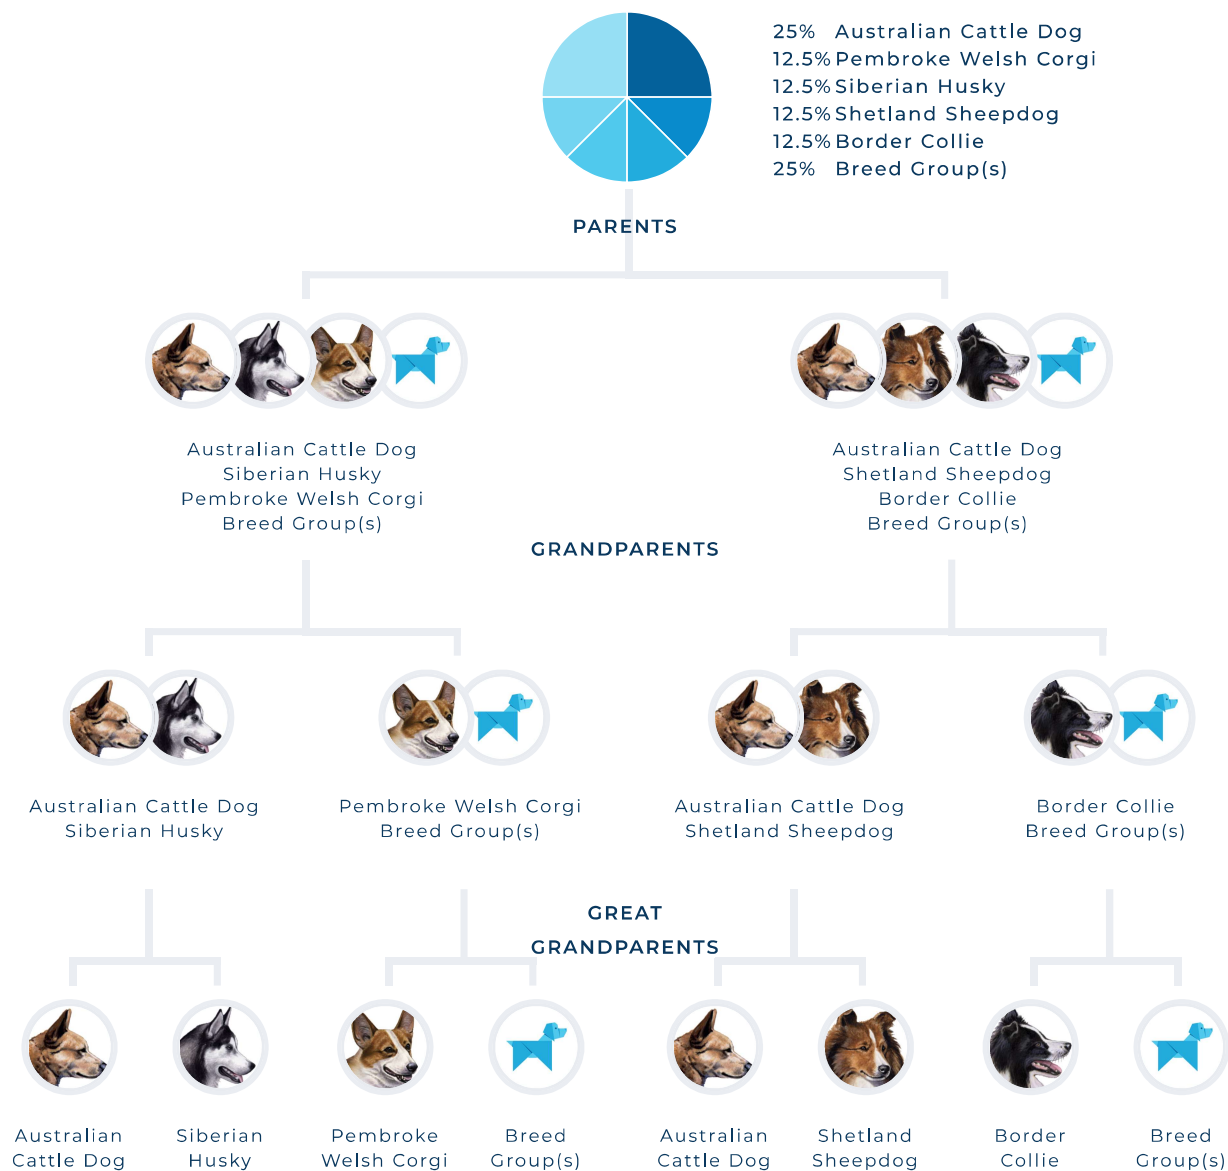 25% Australian Cattle Dog
12.5% Pembroke Welsh Corgi
12.5% Siberian Husky
12.5% Shetland Sheepdog
12.5% Border Collie
25% Breed Group(s)
PARENTS
Australian Cattle Dog
Siberian Husky
Pembroke Welsh Corgi
Breed Group(s)
Australian Cattle Dog
Shetland Sheepdog
Border Collie
Breed Group(s)
GRANDPARENTS
Australian Cattle Dog
Siberian Husky
Pembroke Welsh Corgi
Breed Group(s)
Australian Cattle Dog
Shetland Sheepdog
Border Collie
Breed Group(s)
GREAT
GRANDPARENTS
Australian
Cattle Dog
Siberian
Husky
Pembroke
Welsh Corgi
Breed
Group(s)
Australian
Cattle Dog
Shetland
Sheepdog
Border
Collie
Breed
Group(s)